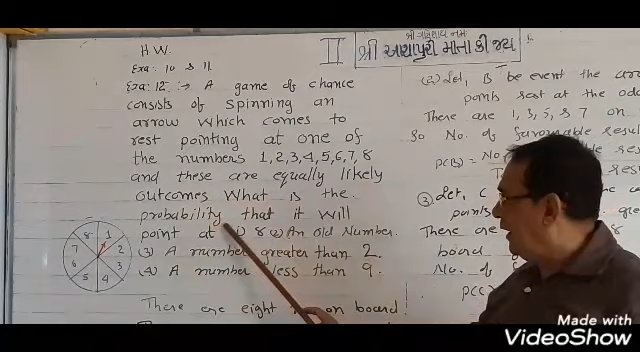 H.W.
Exa: 10 & 11
Exa: 12 :→ A game of chance
consists of spinning an
arrow which comes to
rest pointing at one of
the numbers 1,2,3,4,5,6,7,8
and these are equally likely
outcomes What is the
probability that it will
point at (1) 8 (2) An Old Number.
(3) A number greater than 2.
(4) A number less than 9.
There are eight on board
8 1
7 2
6 3
5 4
II
શ્રી ગણેશાય નમઃ
શ્રી આશાપુરી માતા કી જય
(2) Let, B be event the
points rest at the odd
There are 1, 3, 5, & 7 on
So No. of favourable result
P(B) =
(3) Let, C
points
There are
board
No. of
P(C)
Made with
VideoShow